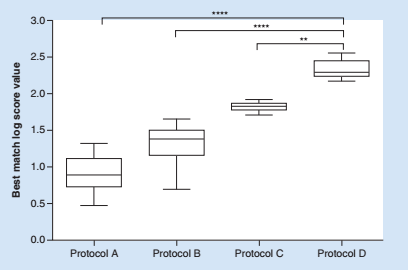 ****
****
**
3.0
2.5
2.0
1.5
1.0
0.5
0.0
Best match log score value
Protocol A
Protocol B
Protocol C
Protocol D